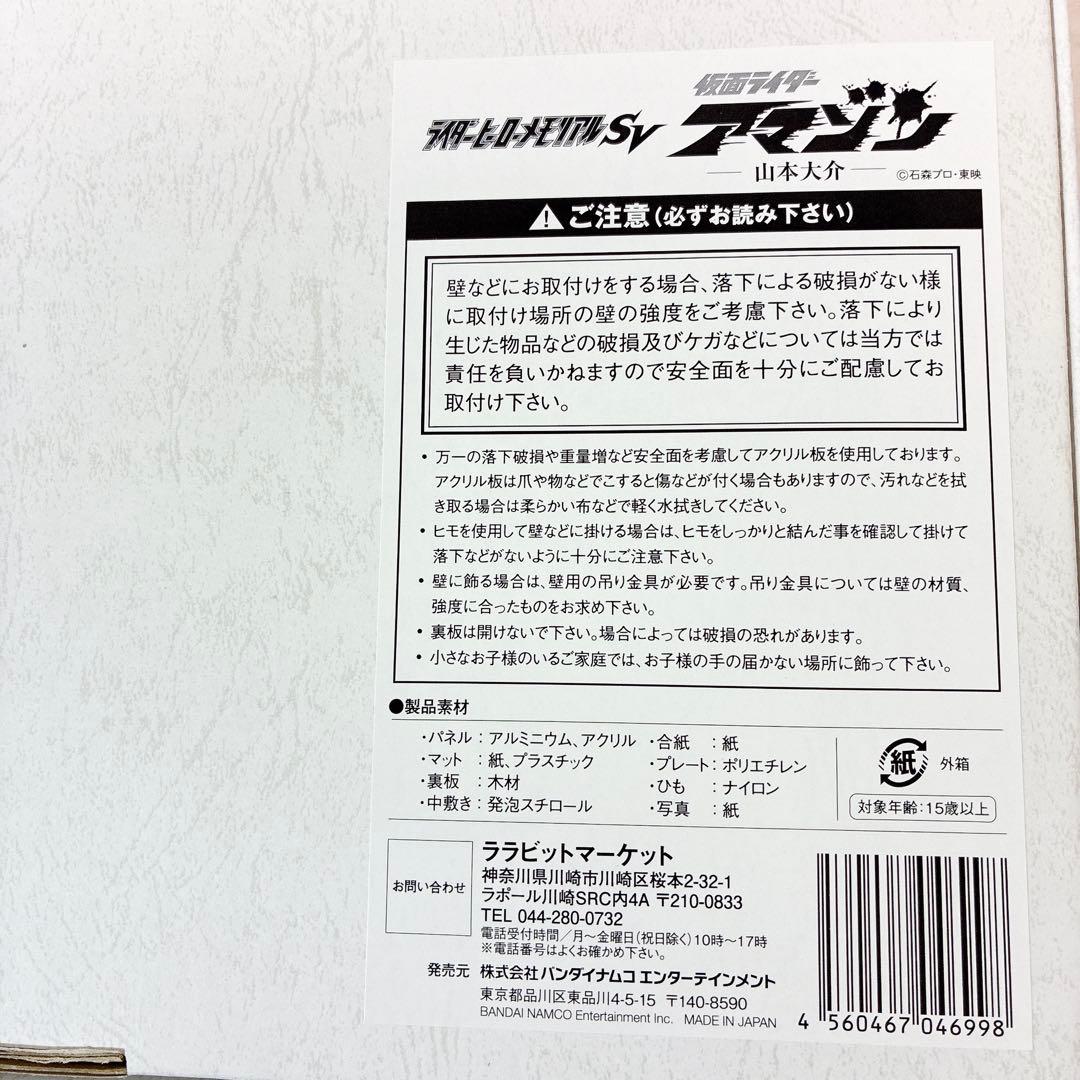 仮面ライダー
ライダーヒーローメモリアルSV アマゾン
山本大介
©石森プロ・東映
ご注意(必ずお読み下さい)
壁などにお取付けをする場合、落下による破損がない様
に取付け場所の壁の強度をご考慮下さい。落下により
生じた物品などの破損及びケガなどについては当方では
責任を負いかねますので安全面を十分にご配慮してお
取付け下さい。
・万一の落下破損や重量増など安全面を考慮してアクリル板を使用しております。
アクリル板は爪や物などでこすると傷などが付く場合もありますので、汚れなどを拭
き取る場合は柔らかい布などで軽く水拭きしてください。
・ヒモを使用して壁などに掛ける場合は、ヒモをしっかりと結んだ事を確認して掛けて
落下などがないように十分にご注意下さい。
・壁に飾る場合は、壁用の吊り金具が必要です。吊り金具については壁の材質、
強度に合ったものをお求め下さい。
・裏板は開けないで下さい。場合によっては破損の恐れがあります。
・小さなお子様のいるご家庭では、お子様の手の届かない場所に飾って下さい。
●製品素材
・パネル：アルミニウム、アクリル
・マット：紙、プラスチック
・裏板：木材
・中敷き：発泡スチロール
・合紙：紙
・プレート：ポリエチレン
・ひも：ナイロン
・写真：紙
紙 外箱
対象年齢:15歳以上
お問い合わせ
ララビットマーケット
神奈川県川崎市川崎区桜本2-32-1
ラポール川崎SRC内4A 〒210-0833
TEL 044-280-0732
電話受付時間／月～金曜日(祝日除く)10時～17時
※電話番号はよくお確かめ下さい。
発売元 株式会社バンダイナムコエンターテインメント
東京都品川区東品川4-5-15 〒140-8590
BANDAI NAMCO Entertainment Inc. MADE IN JAPAN
4 560467 046998